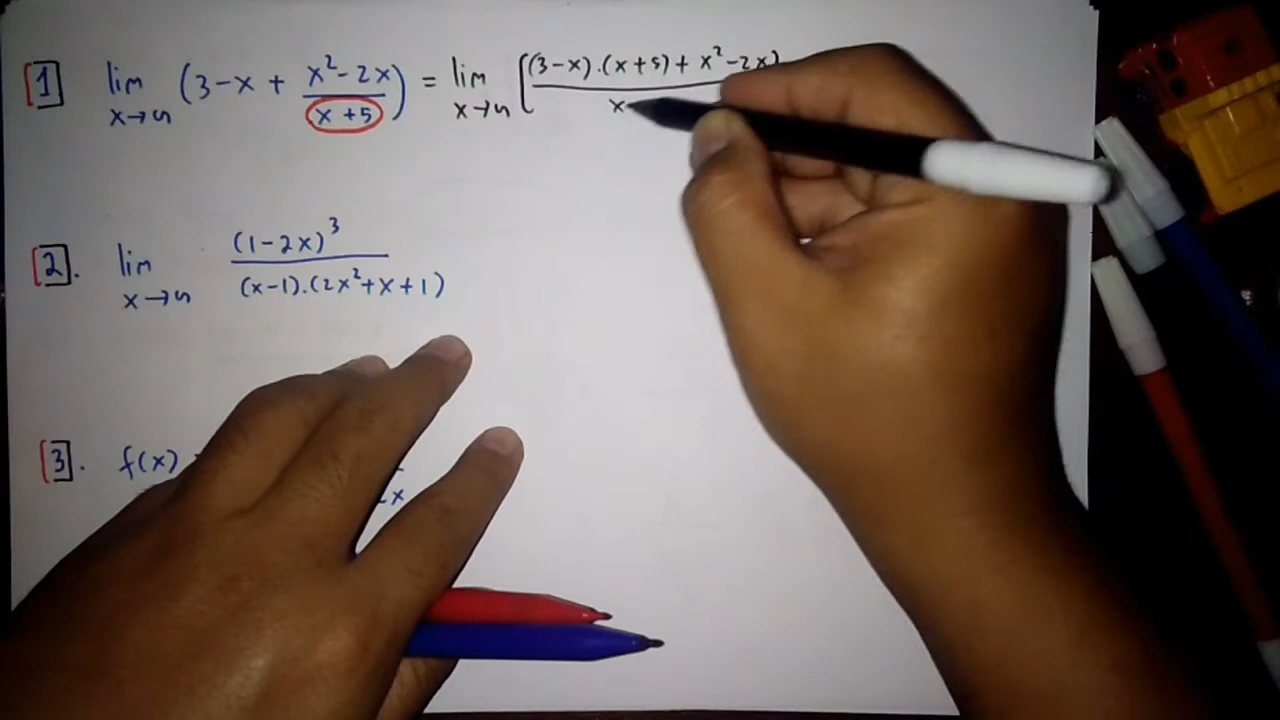 [1] lim x→∞ (3-x + (x²-2x)/(x+5)) = lim x→∞ [((3-x).(x+5) + x²-2x)/x
[2]. lim x→∞ (1-2x)³/((x-1).(2x²+x+1))
[3]. f(x)
x